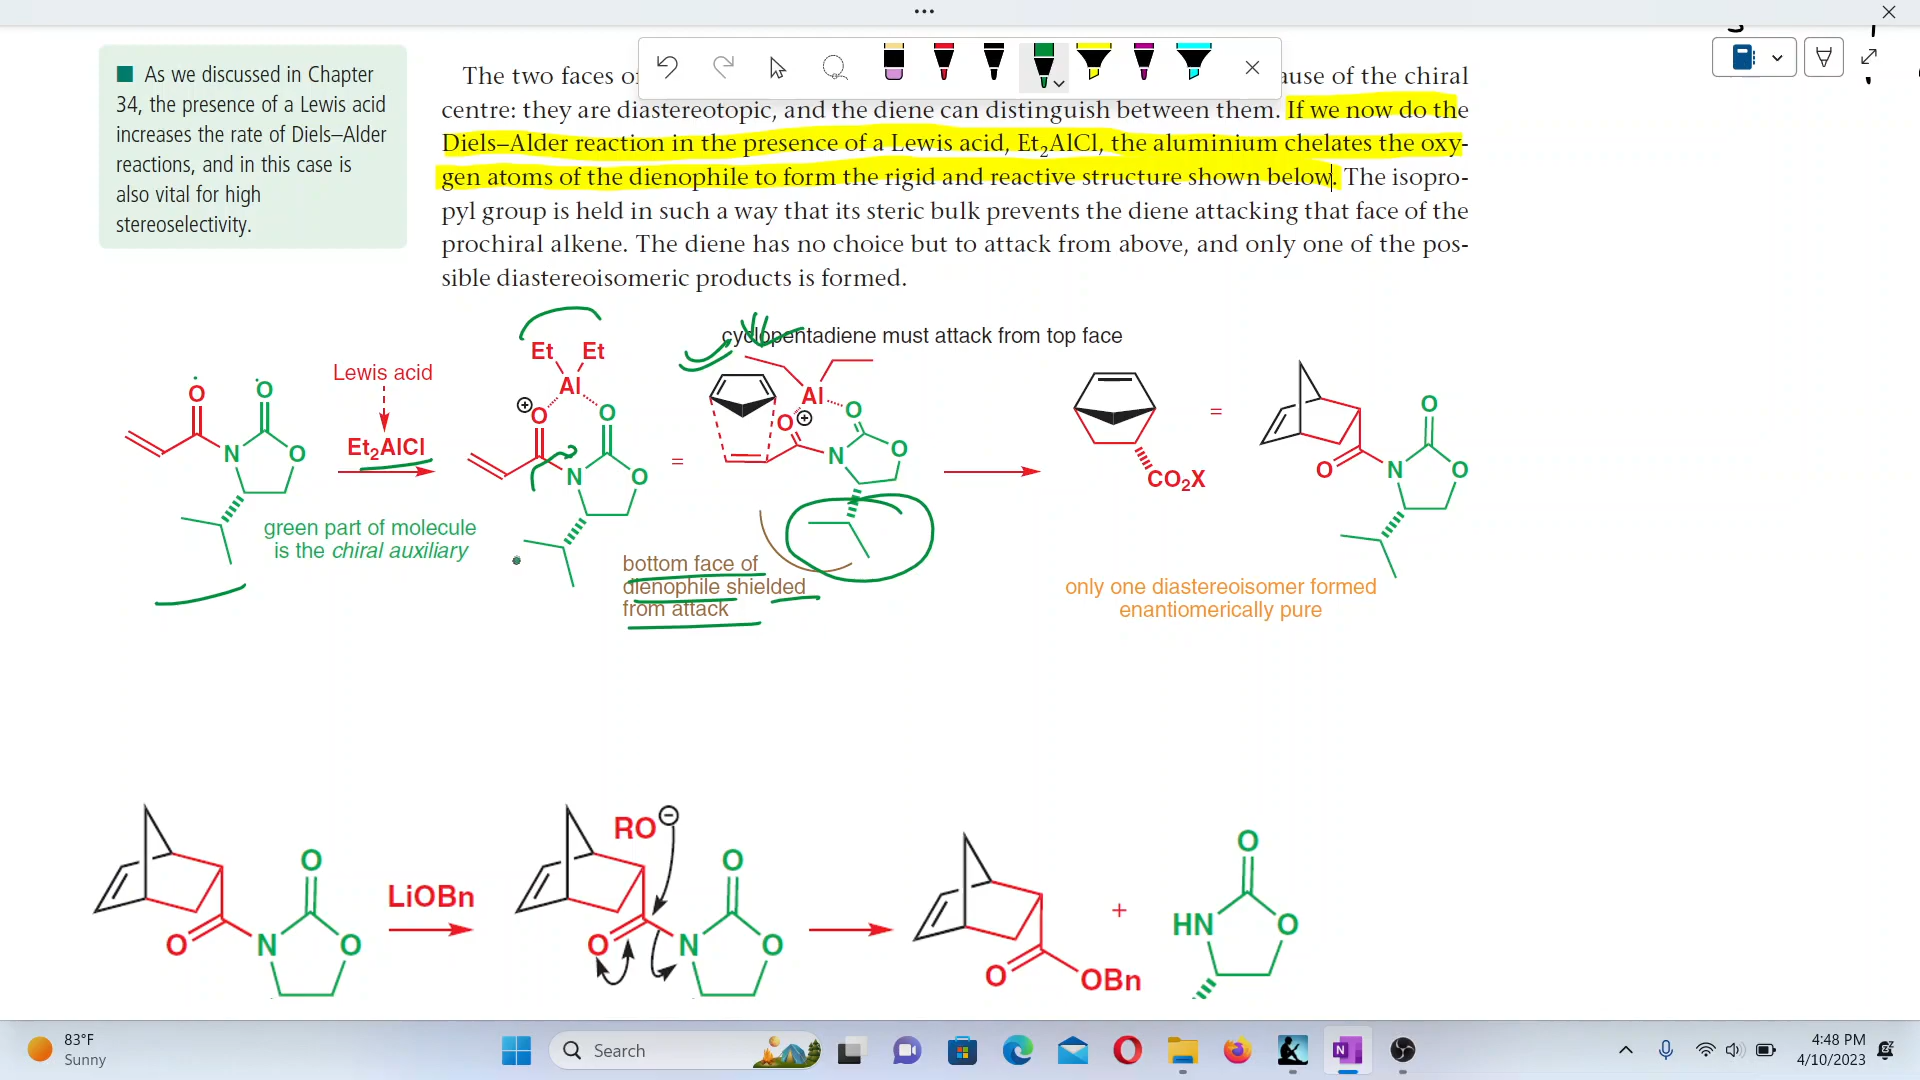 ■ As we discussed in Chapter
34, the presence of a Lewis acid
increases the rate of Diels–Alder
reactions, and in this case is
also vital for high
stereoselectivity.
The two faces of
ause of the chiral
centre: they are diastereotopic, and the diene can distinguish between them. If we now do the
Diels–Alder reaction in the presence of a Lewis acid, Et₂AlCl, the aluminium chelates the oxy-
gen atoms of the dienophile to form the rigid and reactive structure shown below. The isopro-
pyl group is held in such a way that its steric bulk prevents the diene attacking that face of the
prochiral alkene. The diene has no choice but to attack from above, and only one of the pos-
sible diastereoisomeric products is formed.
cyclopentadiene must attack from top face
Lewis acid
Et₂AlCl
O O N O
green part of molecule
is the chiral auxiliary
Et Et
Al
⊕ O O
N O
=
Al
O ⊕ O
N O
bottom face of
dienophile shielded
from attack
CO₂X
=
O
O N O
only one diastereoisomer formed
enantiomerically pure
O
O N O
LiOBn
RO⊖
O
O N O
O OBn
+
O
HN O
83°F
Sunny
Search
4:48 PM
4/10/2023